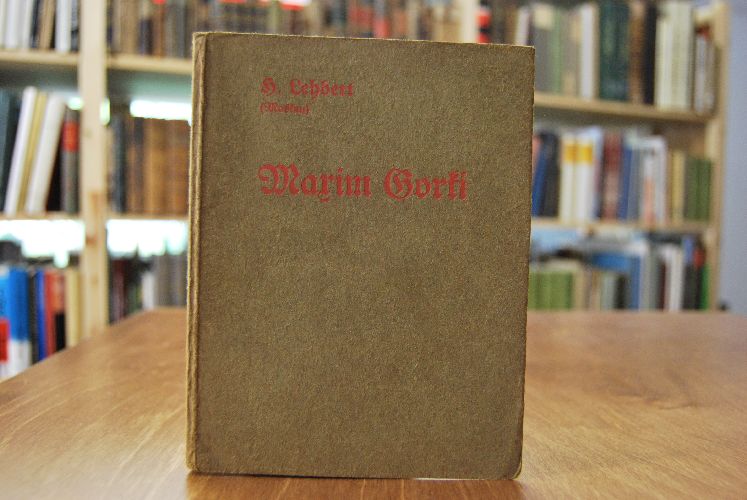 H. Lehbert
(Moskau)
Maxim Gorki